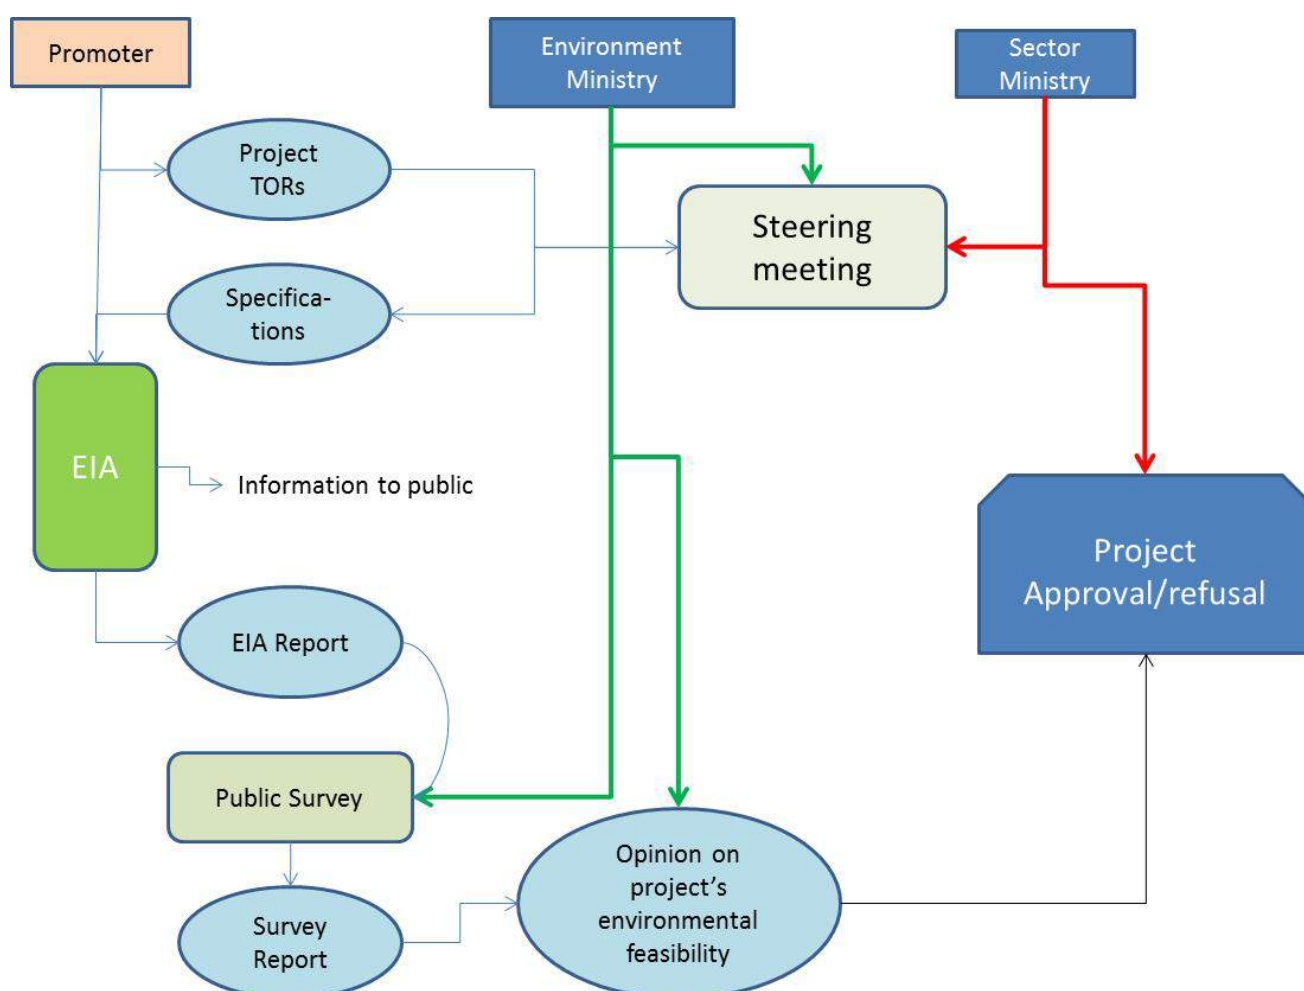 Promoter
Environment
Ministry
Sector
Ministry
Project
TORs
Steering
meeting
Specifica-
tions
EIA
Information to public
Project
Approval/refusal
EIA Report
Public Survey
Opinion on
project’s
environmental
feasibility
Survey
Report